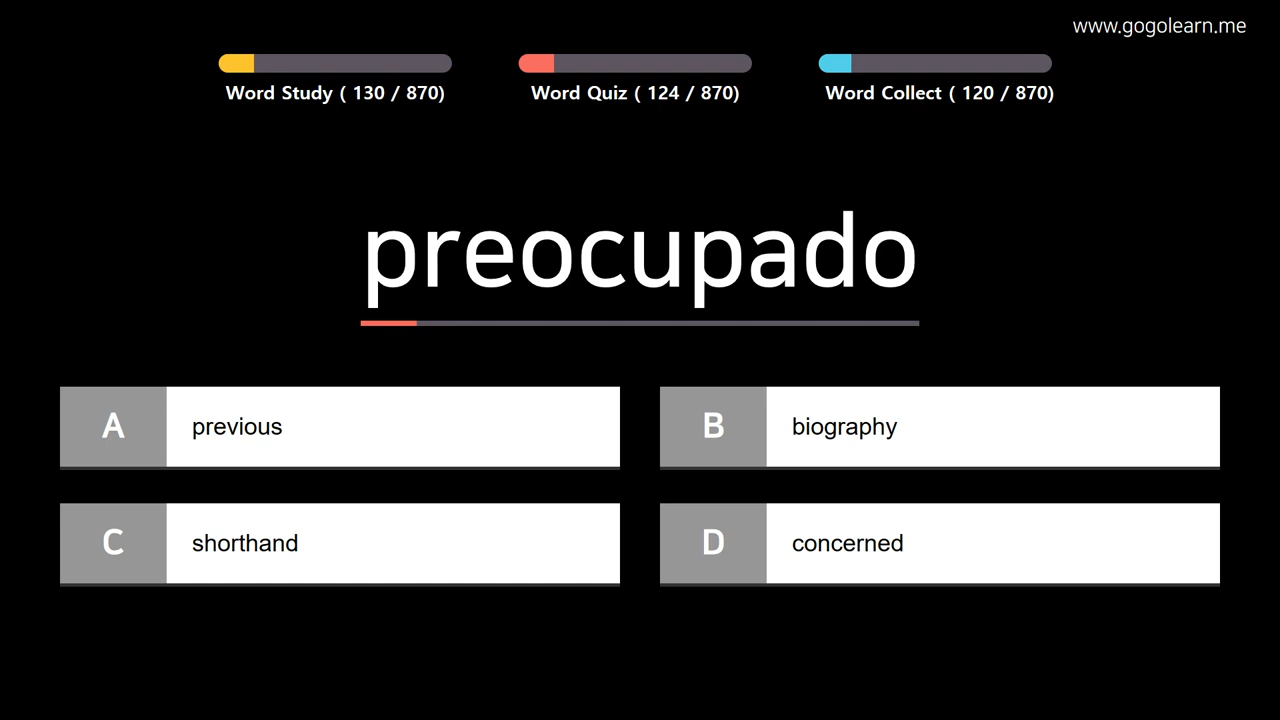 www.gogolearn.me
Word Study ( 130 / 870)
Word Quiz ( 124 / 870)
Word Collect ( 120 / 870)
preocupado
A previous
B biography
C shorthand
D concerned